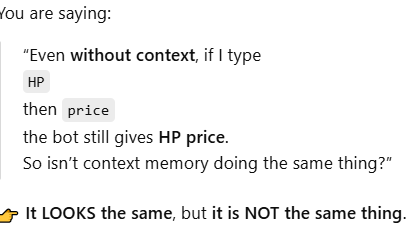 You are saying:
“Even without context, if I type
HP
then price
the bot still gives HP price.
So isn’t context memory doing the same thing?”
👉 It LOOKS the same, but it is NOT the same thing.